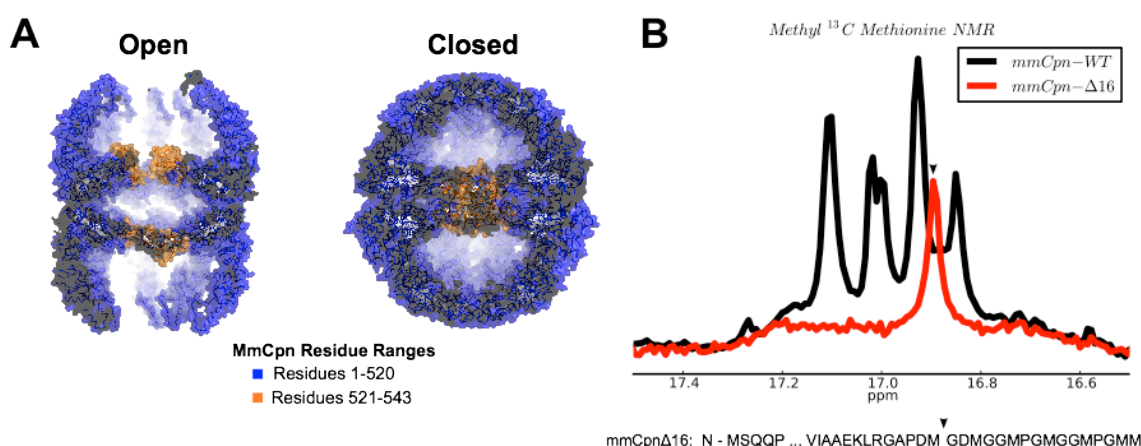 A
Open
Closed
MmCpn Residue Ranges
Residues 1-520
Residues 521-543
B
Methyl ¹³C Methionine NMR
mmCpn-WT
mmCpn-Δ16
17.4 17.2 17.0 16.8 16.6
ppm
mmCpnΔ16: N - MSQQP ... VIAAEKLRGAPDM GDMGGMPGMGGMPGMM